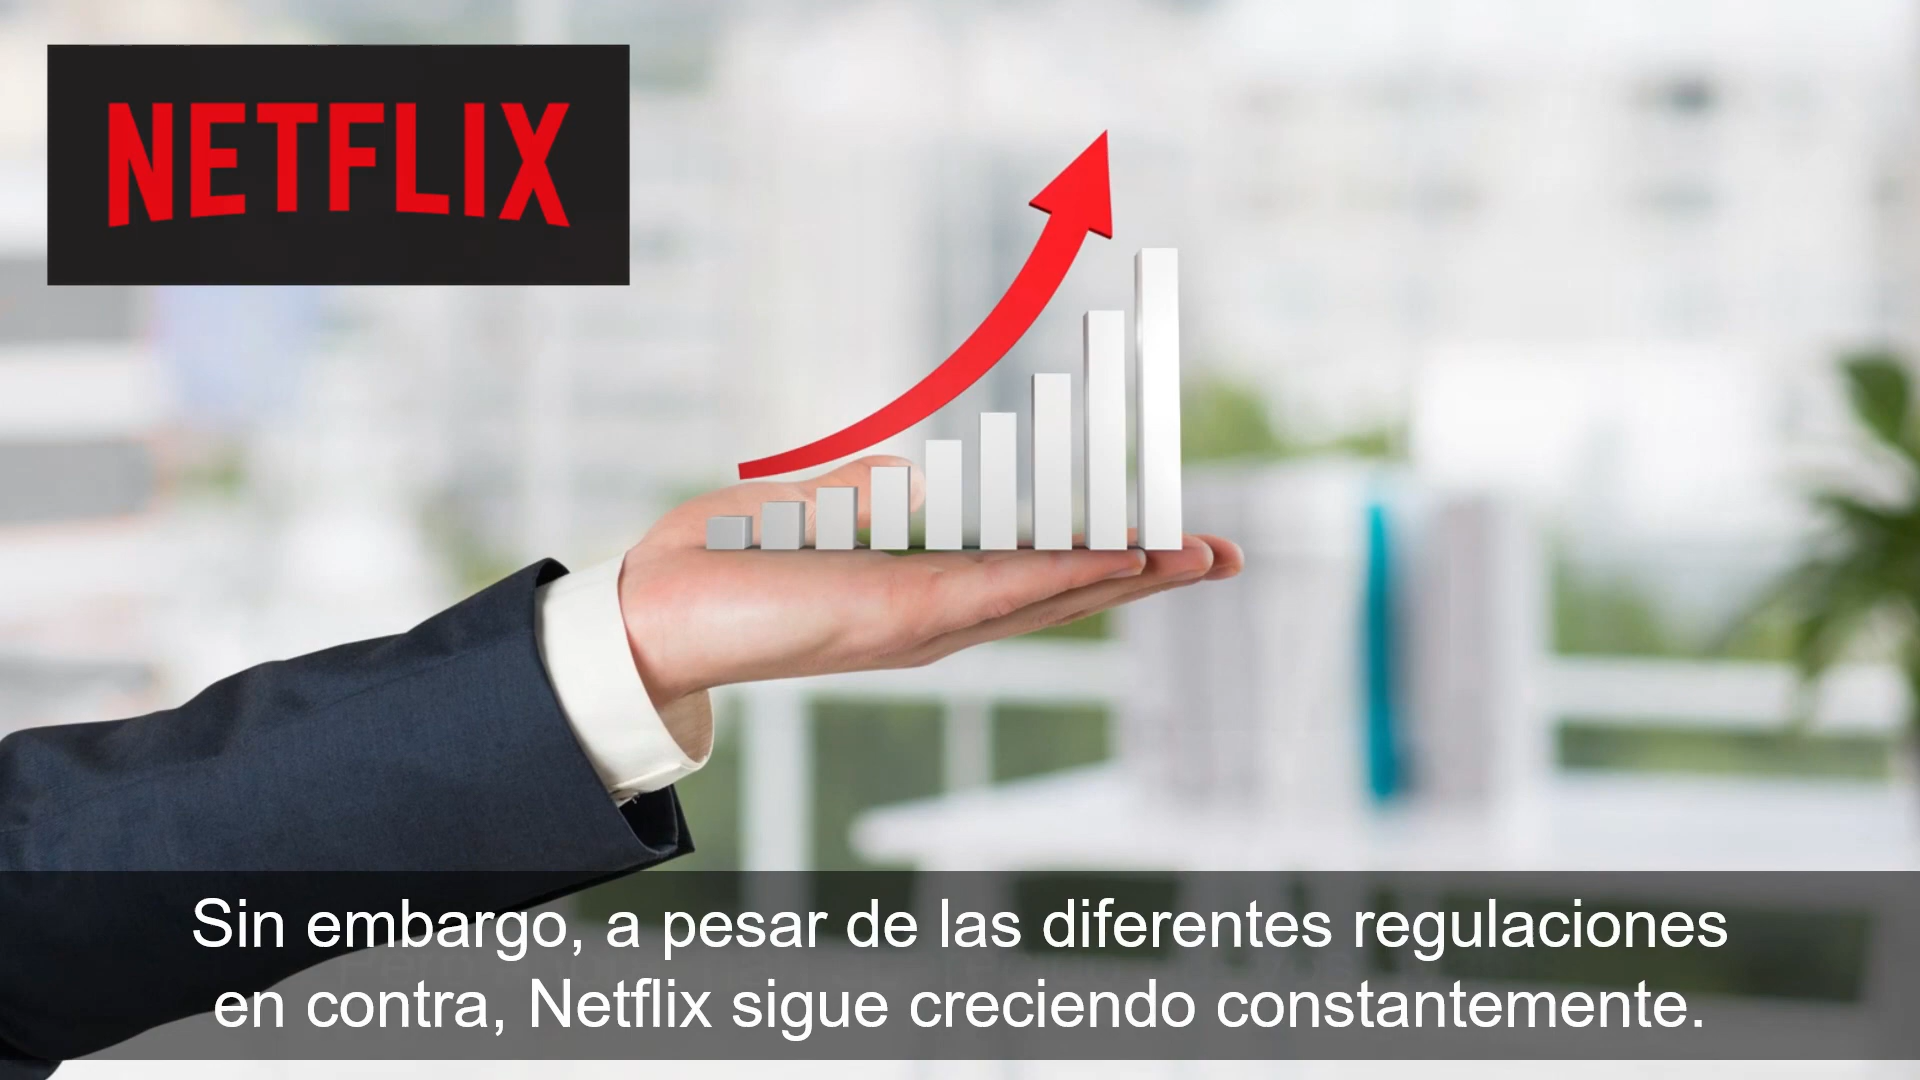 NETFLIX
Sin embargo, a pesar de las diferentes regulaciones
en contra, Netflix sigue creciendo constantemente.